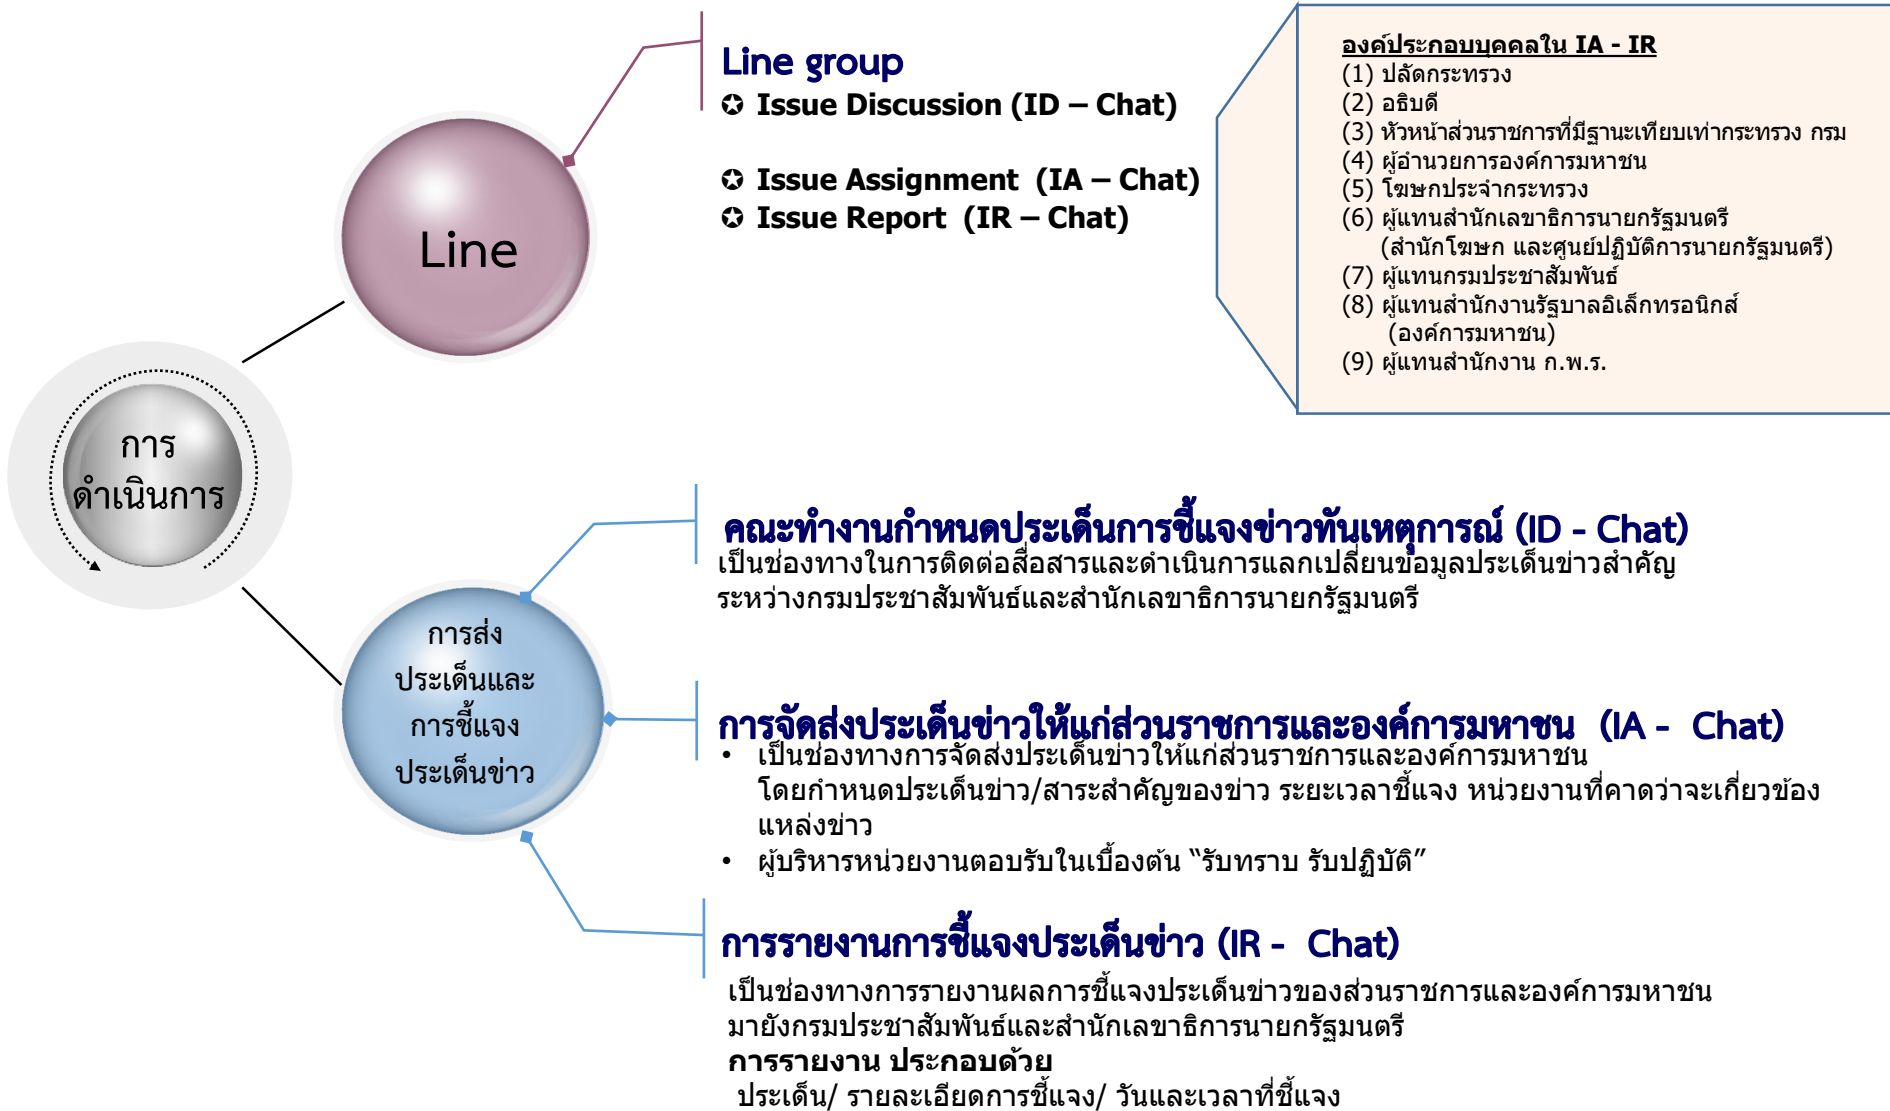 Line group
✪ Issue Discussion (ID – Chat)
✪ Issue Assignment (IA – Chat)
✪ Issue Report (IR – Chat)
องค์ประกอบบุคคลใน IA - IR
(1) ปลัดกระทรวง
(2) อธิบดี
(3) หัวหน้าส่วนราชการที่มีฐานะเทียบเท่ากระทรวง กรม
(4) ผู้อำนวยการองค์การมหาชน
(5) โฆษกประจำกระทรวง
(6) ผู้แทนสำนักเลขาธิการนายกรัฐมนตรี
(สำนักโฆษก และศูนย์ปฏิบัติการนายกรัฐมนตรี)
(7) ผู้แทนกรมประชาสัมพันธ์
(8) ผู้แทนสำนักงานรัฐบาลอิเล็กทรอนิกส์
(องค์การมหาชน)
(9) ผู้แทนสำนักงาน ก.พ.ร.
Line
การ
ดำเนินการ
การส่ง
ประเด็นและ
การชี้แจง
ประเด็นข่าว
คณะทำงานกำหนดประเด็นการชี้แจงข่าวทันเหตุการณ์ (ID - Chat)
เป็นช่องทางในการติดต่อสื่อสารและดำเนินการแลกเปลี่ยนข้อมูลประเด็นข่าวสำคัญ
ระหว่างกรมประชาสัมพันธ์และสำนักเลขาธิการนายกรัฐมนตรี
การจัดส่งประเด็นข่าวให้แก่ส่วนราชการและองค์การมหาชน (IA - Chat)
• เป็นช่องทางการจัดส่งประเด็นข่าวให้แก่ส่วนราชการและองค์การมหาชน
โดยกำหนดประเด็นข่าว/สาระสำคัญของข่าว ระยะเวลาชี้แจง หน่วยงานที่คาดว่าจะเกี่ยวข้อง
แหล่งข่าว
• ผู้บริหารหน่วยงานตอบรับในเบื้องต้น “รับทราบ รับปฏิบัติ”
การรายงานการชี้แจงประเด็นข่าว (IR - Chat)
เป็นช่องทางการรายงานผลการชี้แจงประเด็นข่าวของส่วนราชการและองค์การมหาชน
มายังกรมประชาสัมพันธ์และสำนักเลขาธิการนายกรัฐมนตรี
การรายงาน ประกอบด้วย
ประเด็น/ รายละเอียดการชี้แจง/ วันและเวลาที่ชี้แจง